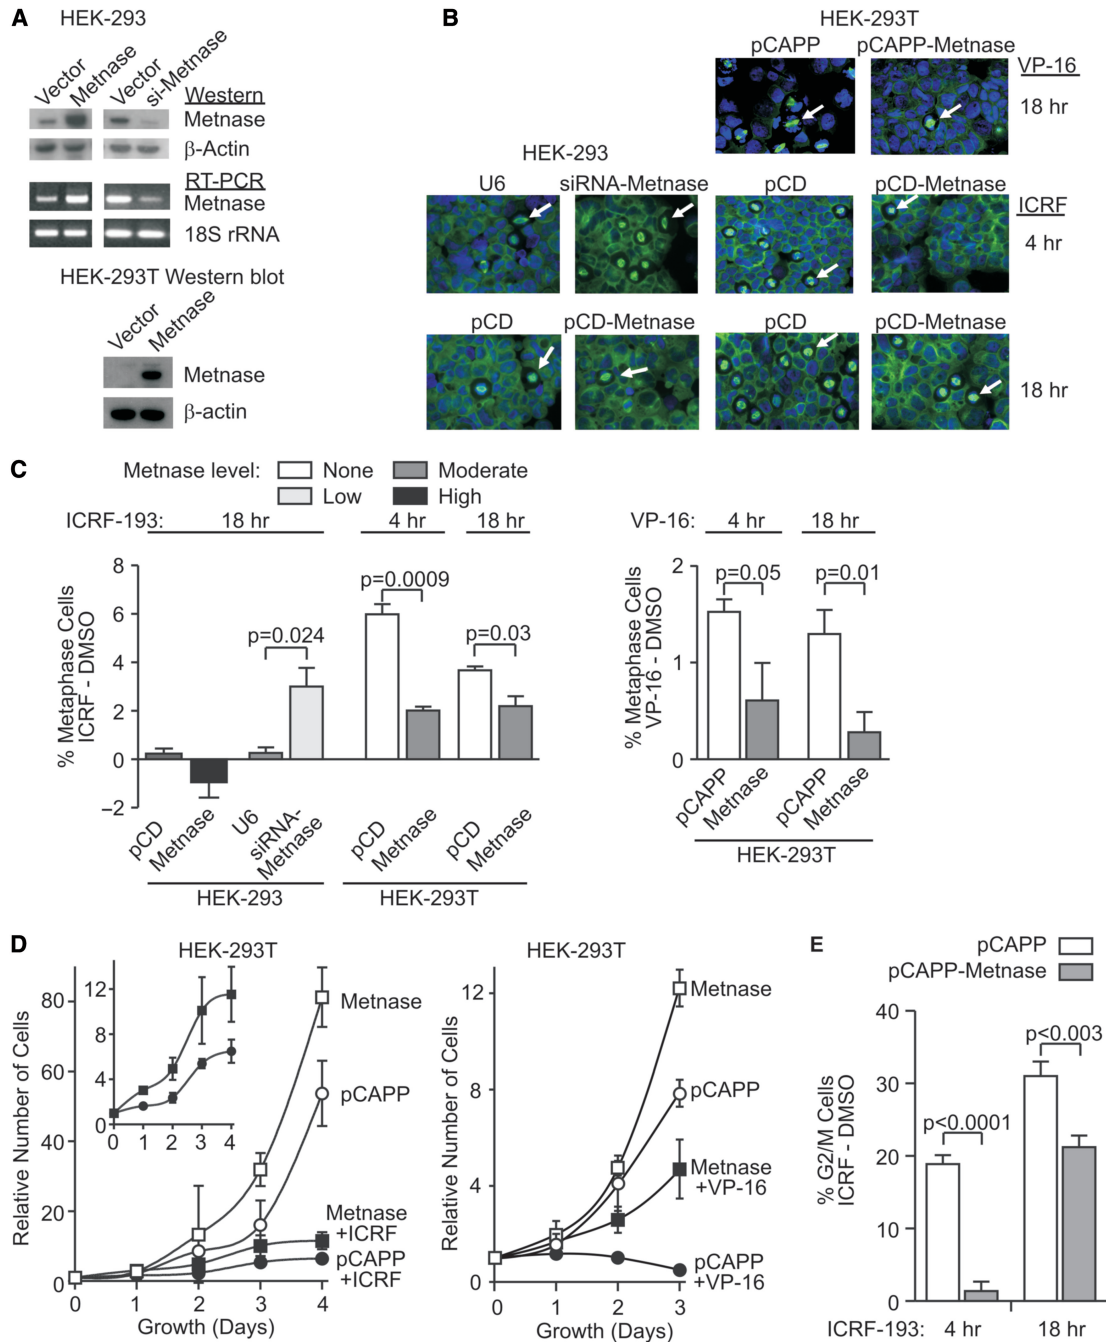 A
HEK-293
Vector
Metnase
Vector
si-Metnase
Western
Metnase
β-Actin
RT-PCR
Metnase
18S rRNA
HEK-293T Western blot
Vector
Metnase
Metnase
β-actin
B
HEK-293T
pCAPP
pCAPP-Metnase
VP-16
18 hr
HEK-293
U6
siRNA-Metnase
pCD
pCD-Metnase
ICRF
4 hr
pCD
pCD-Metnase
pCD
pCD-Metnase
18 hr
C
Metnase level:
None
Moderate
Low
High
ICRF-193:
18 hr
4 hr
18 hr
% Metaphase Cells
ICRF - DMSO
8
6
4
2
0
−2
p=0.024
p=0.0009
p=0.03
pCD
Metnase
U6
siRNA-
Metnase
pCD
Metnase
pCD
Metnase
HEK-293
HEK-293T
VP-16:
4 hr
18 hr
% Metaphase Cells
VP-16 - DMSO
2
1
0
p=0.05
p=0.01
pCAPP
Metnase
pCAPP
Metnase
HEK-293T
D
HEK-293T
Relative Number of Cells
80
60
40
20
0
12
8
4
0
0
1
2
3
4
Metnase
pCAPP
Metnase
+ICRF
pCAPP
+ICRF
0
1
2
3
4
Growth (Days)
HEK-293T
Relative Number of Cells
12
8
4
0
Metnase
pCAPP
Metnase
+VP-16
pCAPP
+VP-16
0
1
2
3
Growth (Days)
E
pCAPP
pCAPP-Metnase
% G2/M Cells
ICRF - DMSO
40
30
20
10
0
p<0.0001
p<0.003
ICRF-193:
4 hr
18 hr